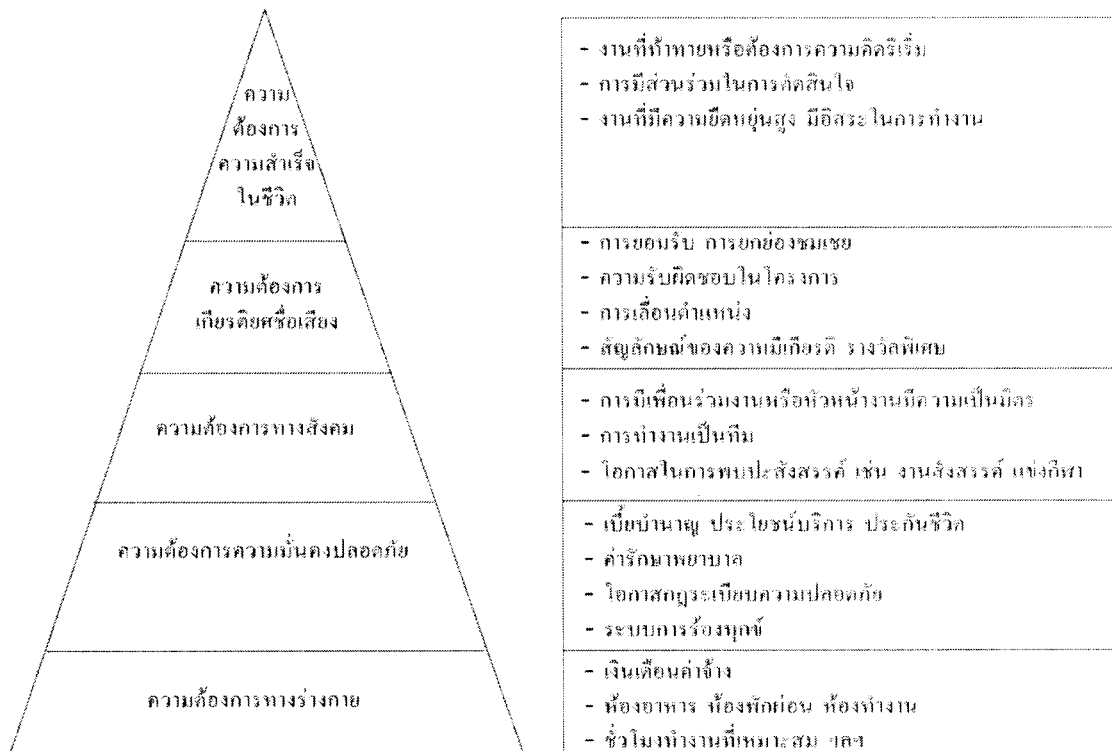 ความ
ต้องการ
ความสำเร็จ
ในชีวิต
- งานที่ท้าทายหรือต้องการความคิดริเริ่ม
- การมีส่วนร่วมในการตัดสินใจ
- งานที่มีความยืดหยุ่นสูง มีอิสระในการทำงาน
ความต้องการ
เกียรติยศชื่อเสียง
- การยอมรับ การยกย่องชมเชย
- ความรับผิดชอบในโครงการ
- การเลื่อนตำแหน่ง
- สัญลักษณ์ของความมีเกียรติ รางวัลพิเศษ
ความต้องการทางสังคม
- การมีเพื่อนร่วมงานหรือหัวหน้างานมีความเป็นมิตร
- การทำงานเป็นทีม
- โอกาสในการพบปะสังสรรค์ เช่น งานสังสรรค์ แข่งกีฬา
ความต้องการความมั่นคงปลอดภัย
- เบี้ยบำนาญ ประโยชน์บริการ ประกันชีวิต
- ค่ารักษาพยาบาล
- โอกาสกฎระเบียบความปลอดภัย
- ระบบการร้องทุกข์
ความต้องการทางร่างกาย
- เงินเดือนค่าจ้าง
- ห้องอาหาร ห้องพักผ่อน ห้องทำงาน
- ชั่วโมงทำงานที่เหมาะสม ฯลฯ